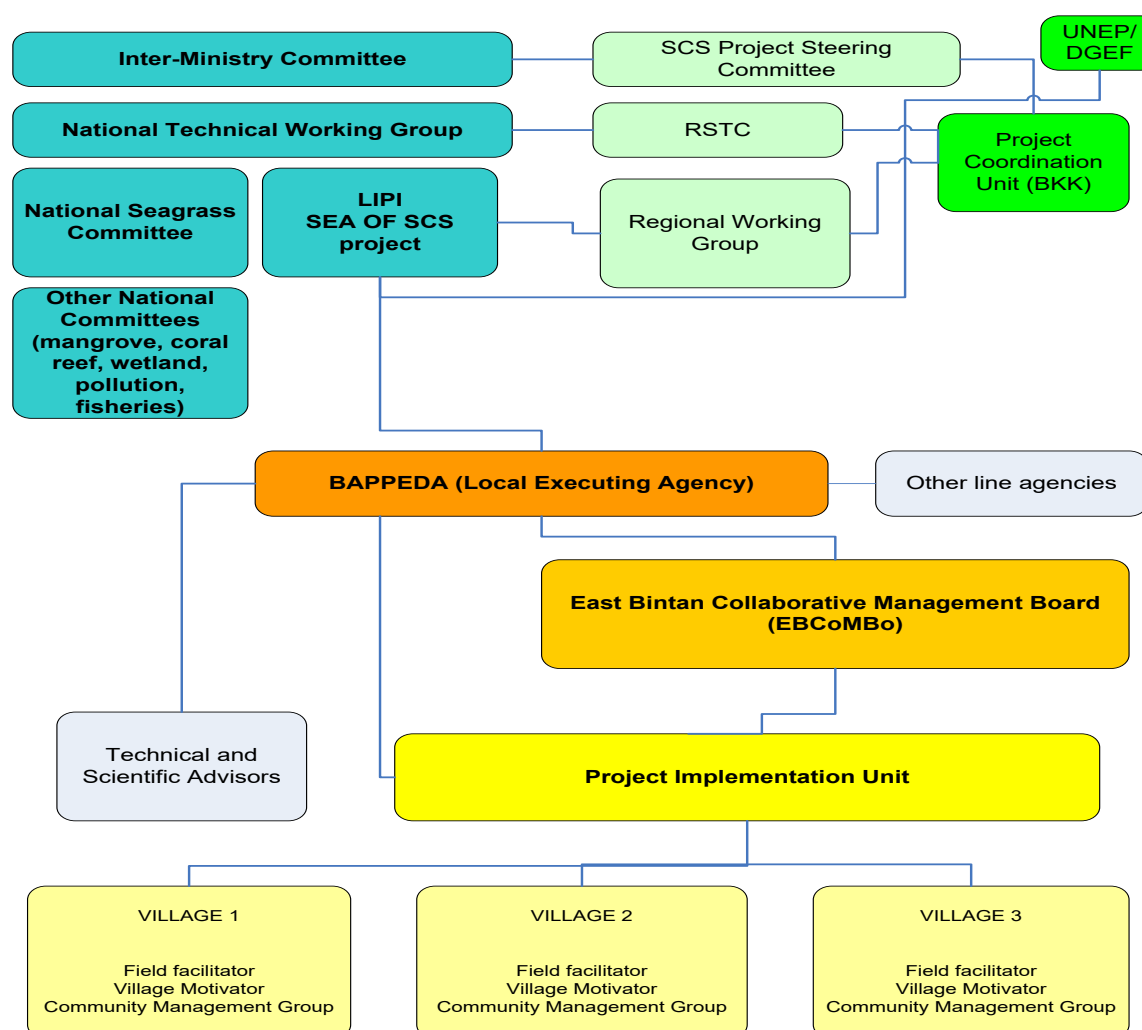 Inter-Ministry Committee
SCS Project Steering
Committee
UNEP/
DGEF
National Technical Working Group
RSTC
Project
Coordination
Unit (BKK)
National Seagrass
Committee
LIPI
SEA OF SCS
project
Regional Working
Group
Other National
Committees
(mangrove, coral
reef, wetland,
pollution,
fisheries)
BAPPEDA (Local Executing Agency)
Other line agencies
East Bintan Collaborative Management Board
(EBCoMBo)
Technical and
Scientific Advisors
Project Implementation Unit
VILLAGE 1
Field facilitator
Village Motivator
Community Management Group
VILLAGE 2
Field facilitator
Village Motivator
Community Management Group
VILLAGE 3
Field facilitator
Village Motivator
Community Management Group